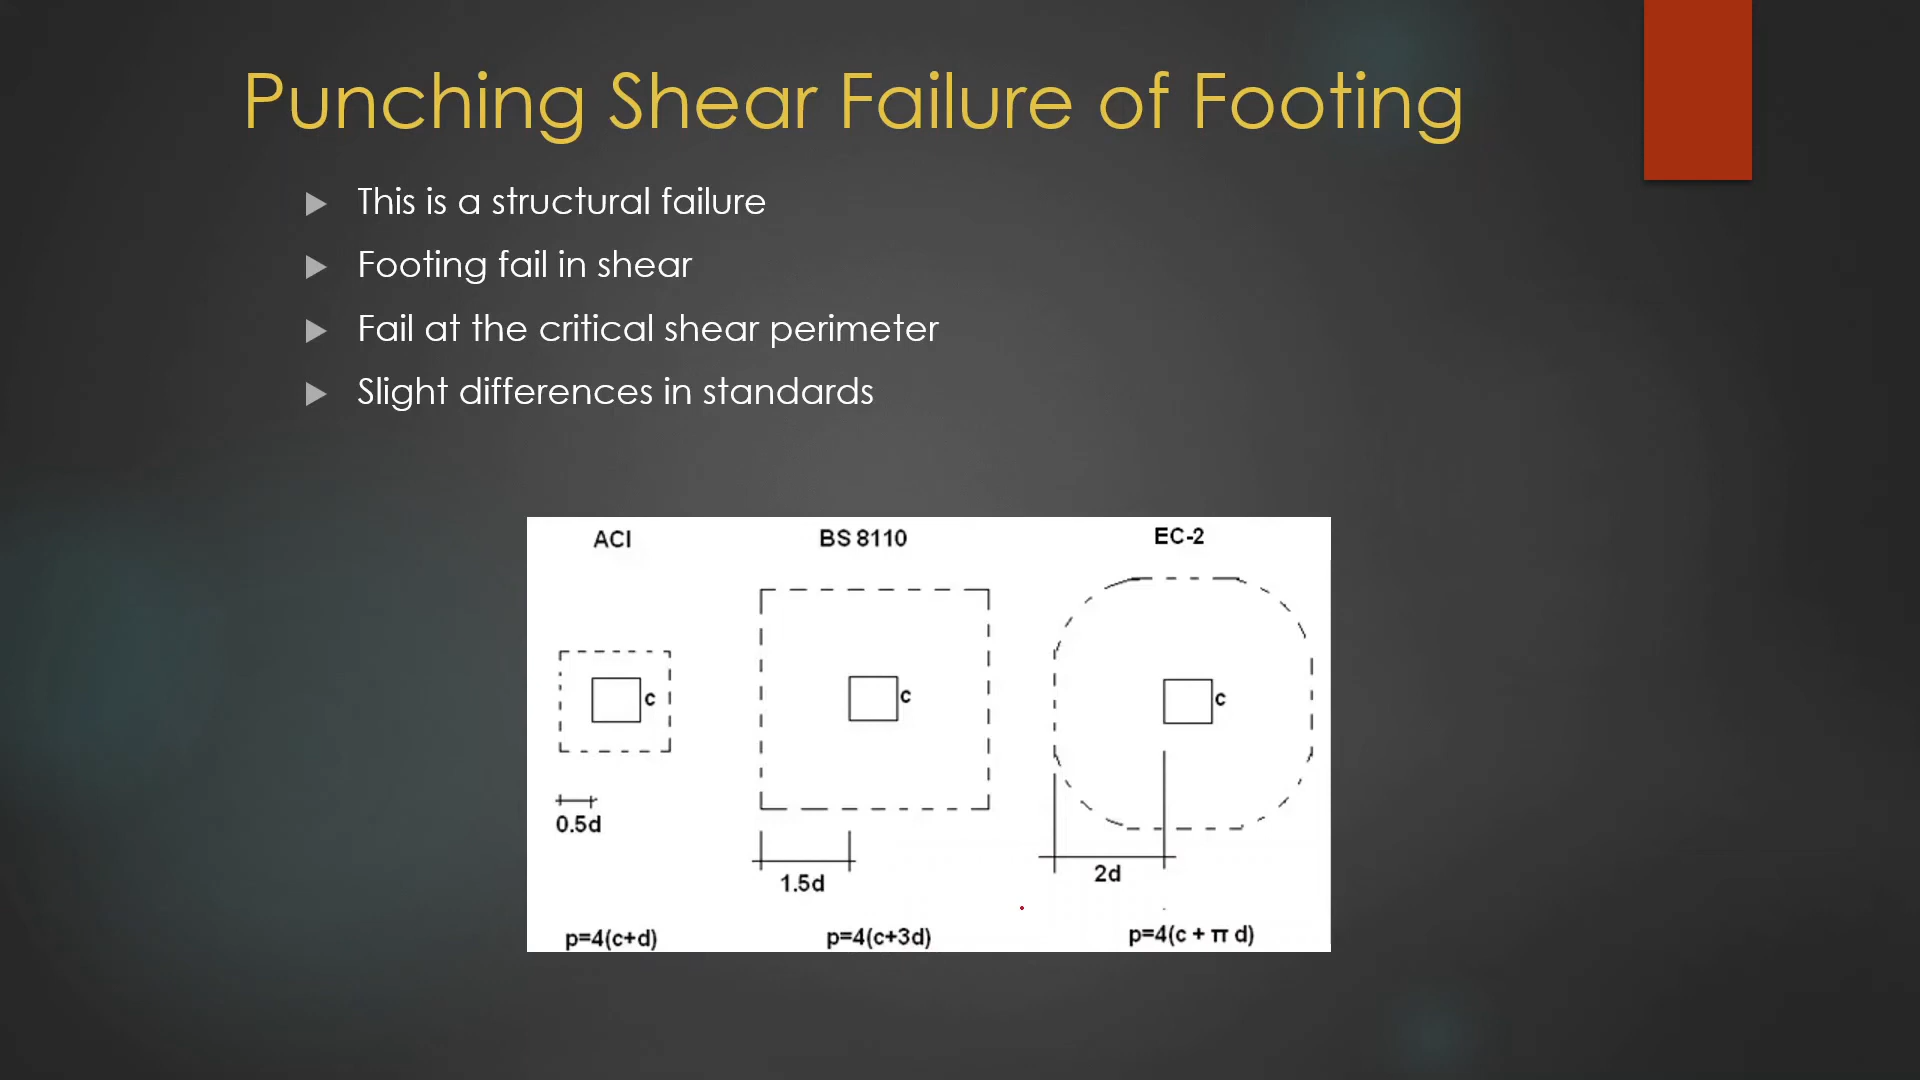 Punching Shear Failure of Footing
This is a structural failure
Footing fail in shear
Fail at the critical shear perimeter
Slight differences in standards
ACI
BS 8110
EC-2
c
c
c
0.5d
1.5d
2d
p=4(c+d)
p=4(c+3d)
p=4(c + π d)